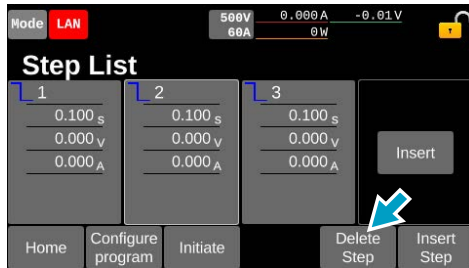 Mode LAN 500V 0.000 A -0.01V
60A 0W
Step List
1 2 3
0.100 s 0.100 s 0.100 s
0.000 V 0.000 V 0.000 V
0.000 A 0.000 A 0.000 A
Insert
Home Configure program Initiate Delete Step Insert Step